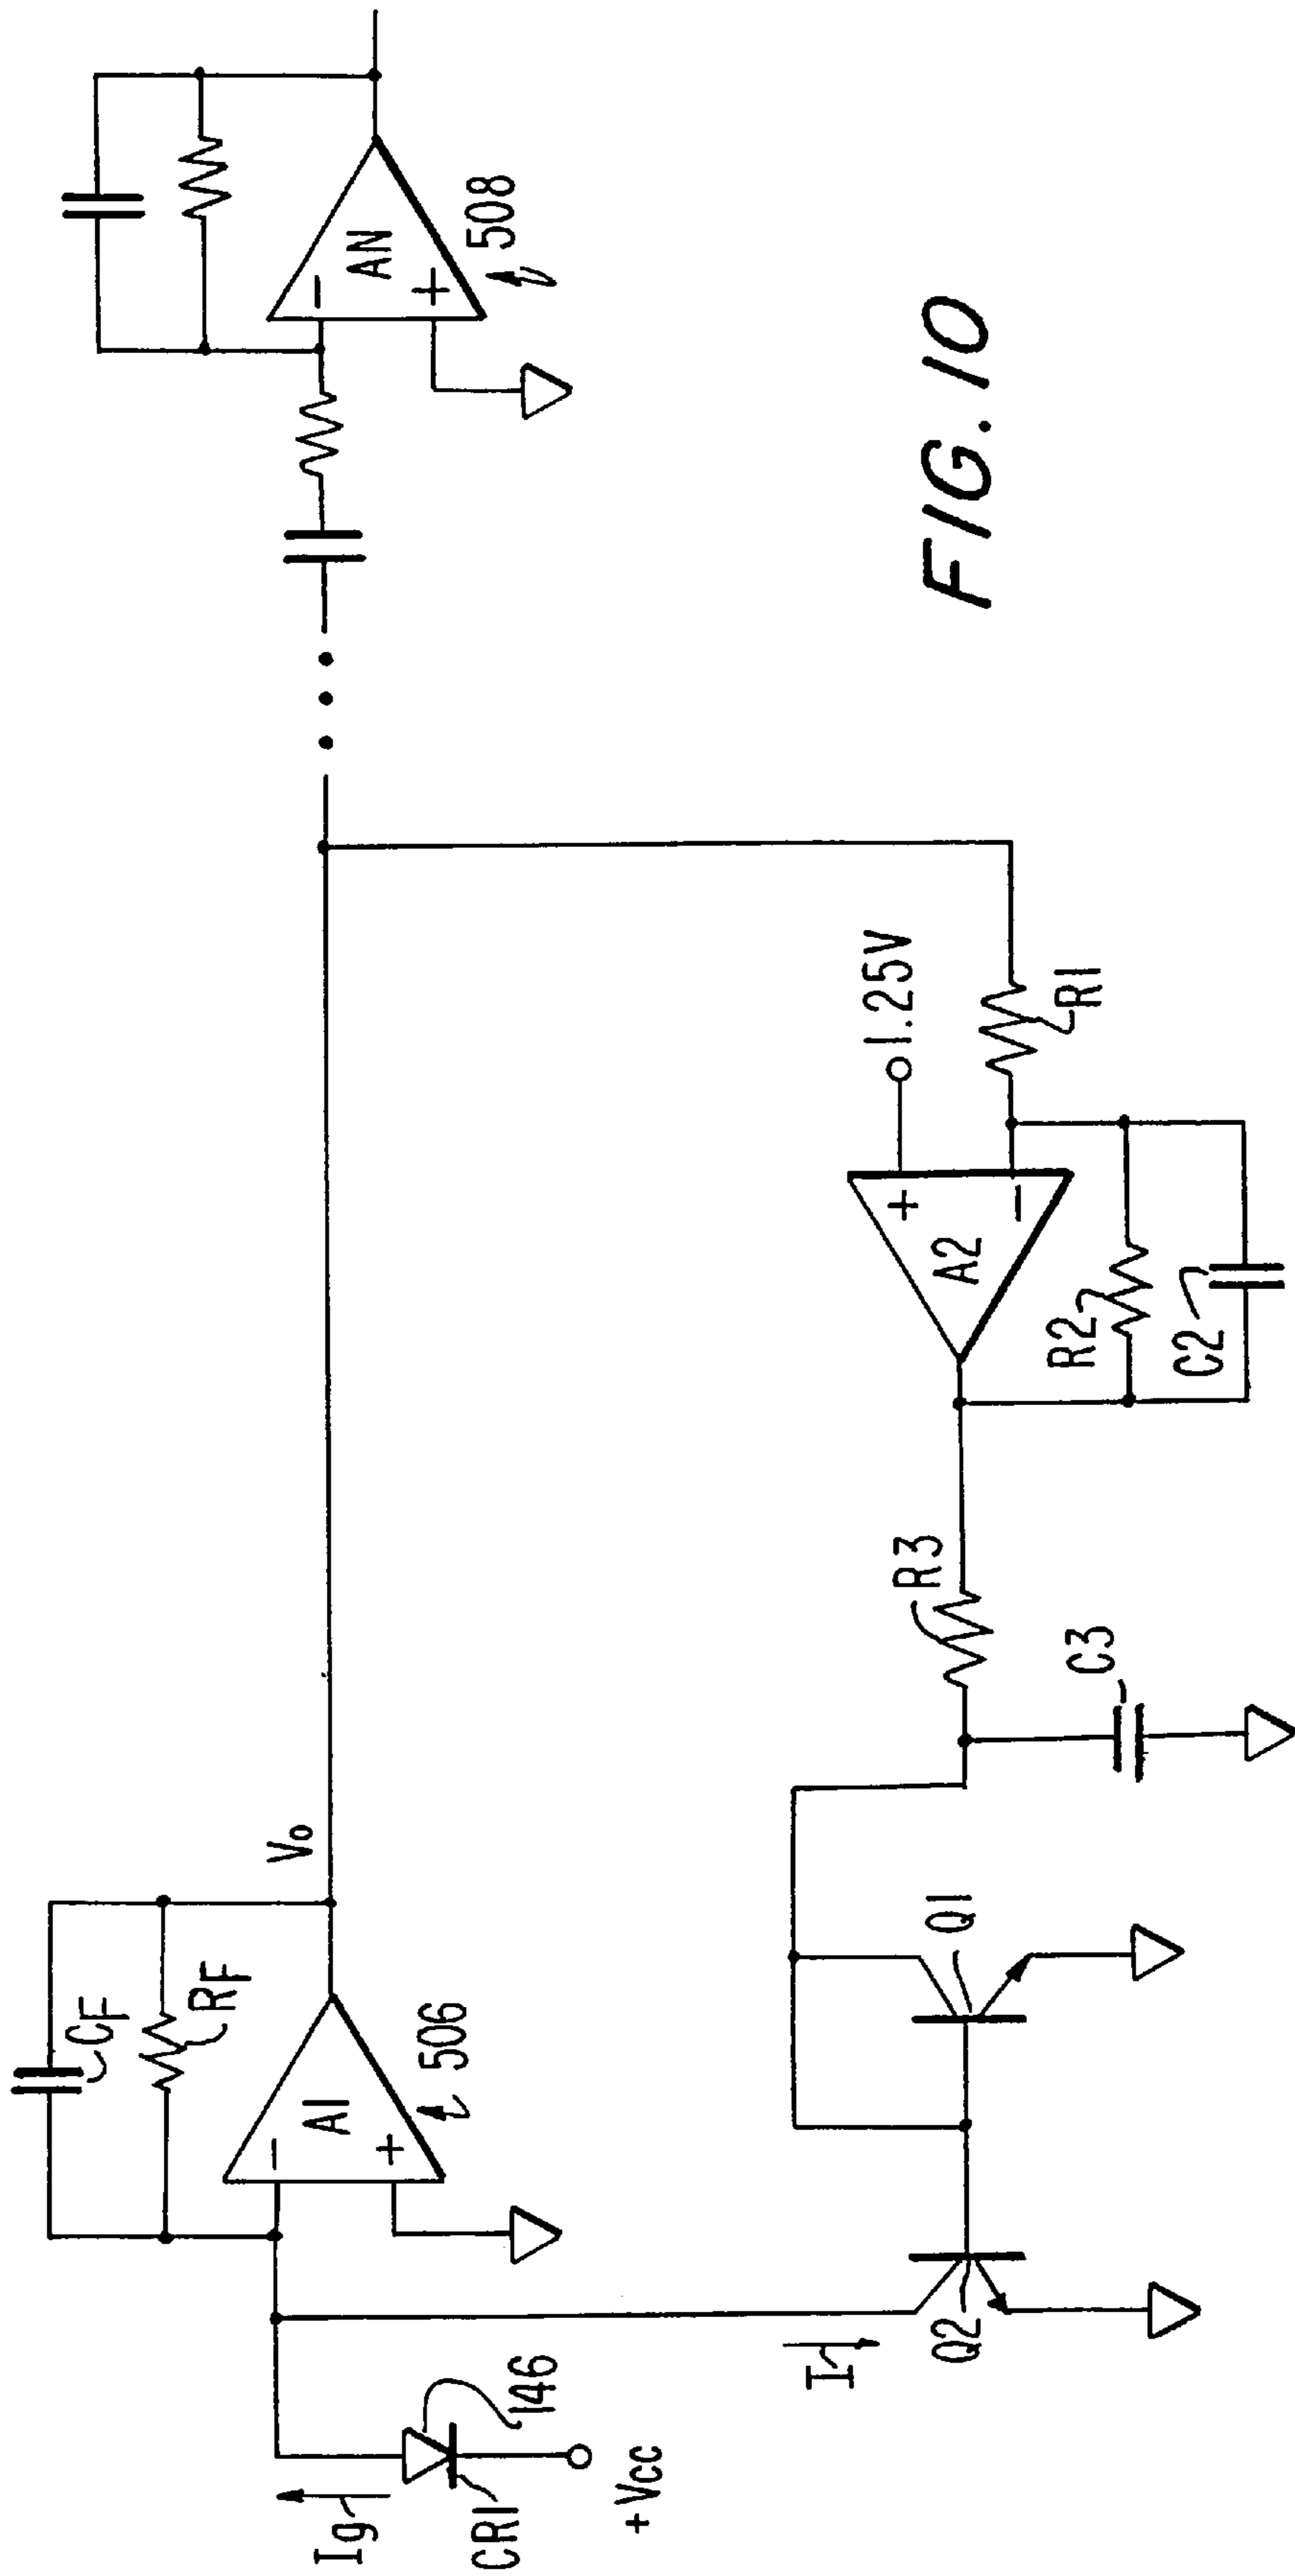 CF
RF
Vo
A1
−
+
506
Ig
CR1
146
+Vcc
I
Q2
Q1
C3
R3
A2
+
−
1.25V
R1
R2
C2
AN
−
+
508
FIG. 10